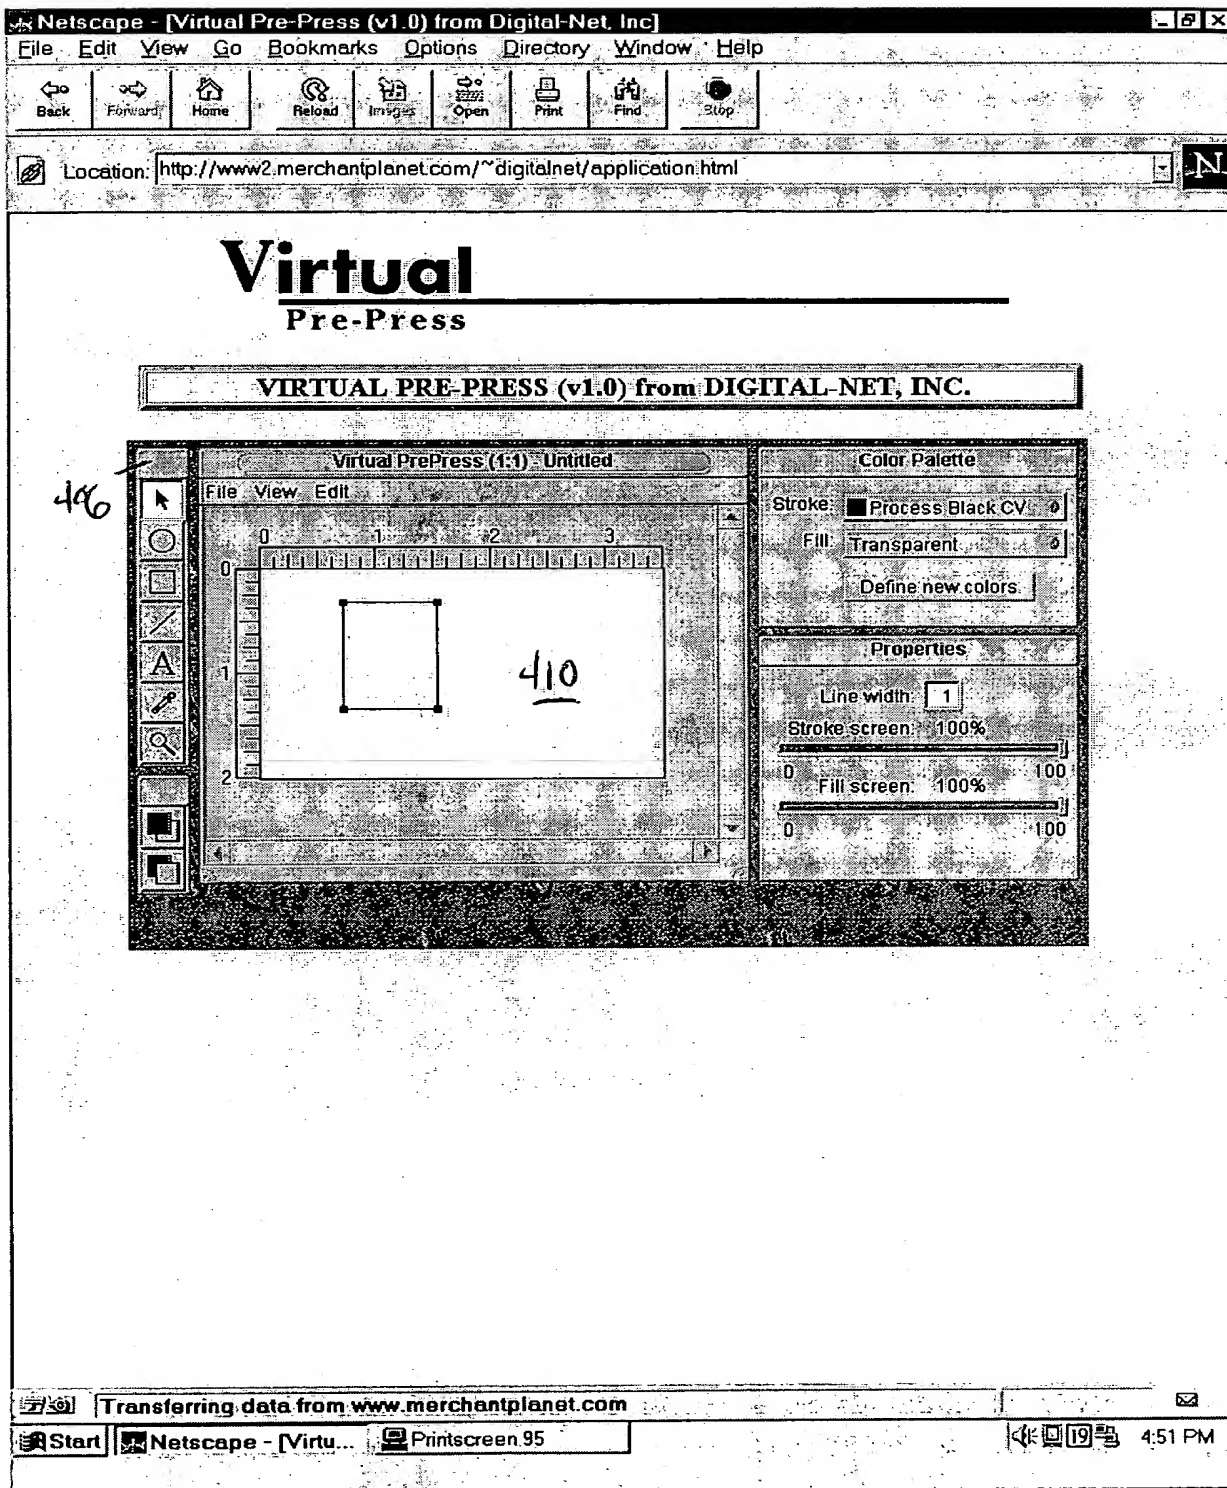 Netscape - [Virtual Pre-Press (v1.0) from Digital-Net, Inc]
File Edit View Go Bookmarks Options Directory Window Help
Back Forward Home Reload Images Open Print Find Stop
Location: http://www2.merchantplanet.com/~digitalnet/application.html
N
Virtual
Pre-Press
VIRTUAL PRE-PRESS (v1.0) from DIGITAL-NET, INC.
Virtual PrePress (1:1) - Untitled
File View Edit
0 1 2 3
0
1
2
A
410
Color Palette
Stroke: Process Black CV
Fill: Transparent
Define new colors
Properties
Line width: 1
Stroke screen: 100%
0 100
Fill screen: 100%
0 100
Transferring data from www.merchantplanet.com
Start Netscape - [Virtu... Printscreen 95 19 4:51 PM